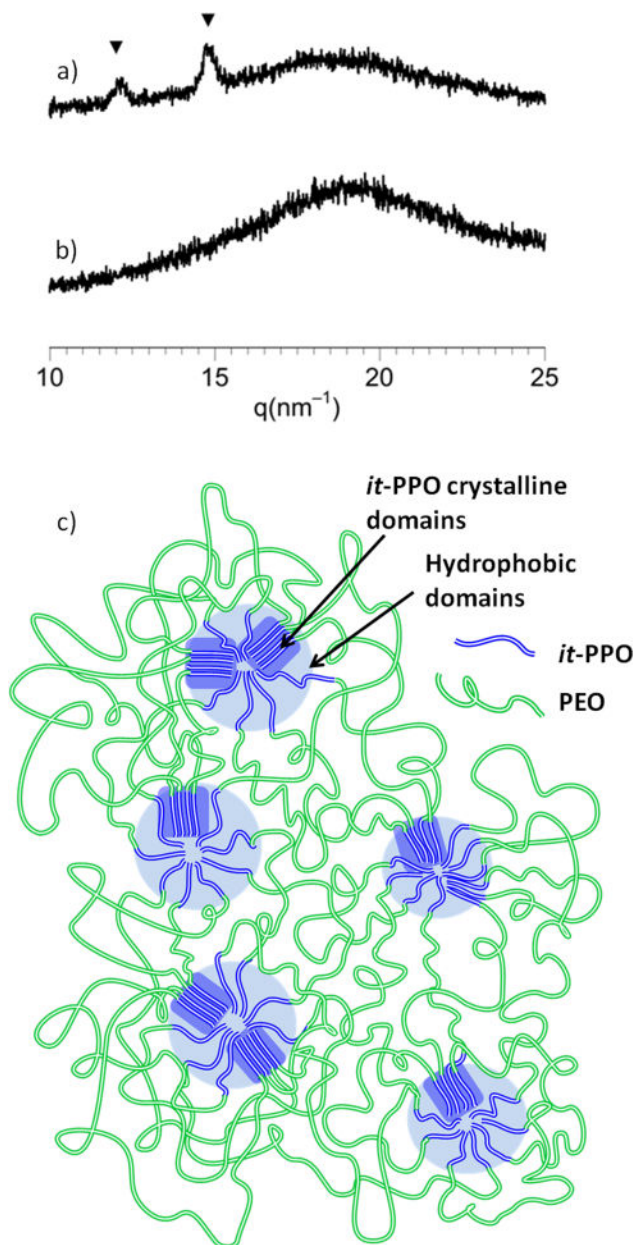 a)
b)
10 15 20 25
q(nm⁻¹)
c)
it-PPO crystalline
domains
Hydrophobic
domains
it-PPO
PEO